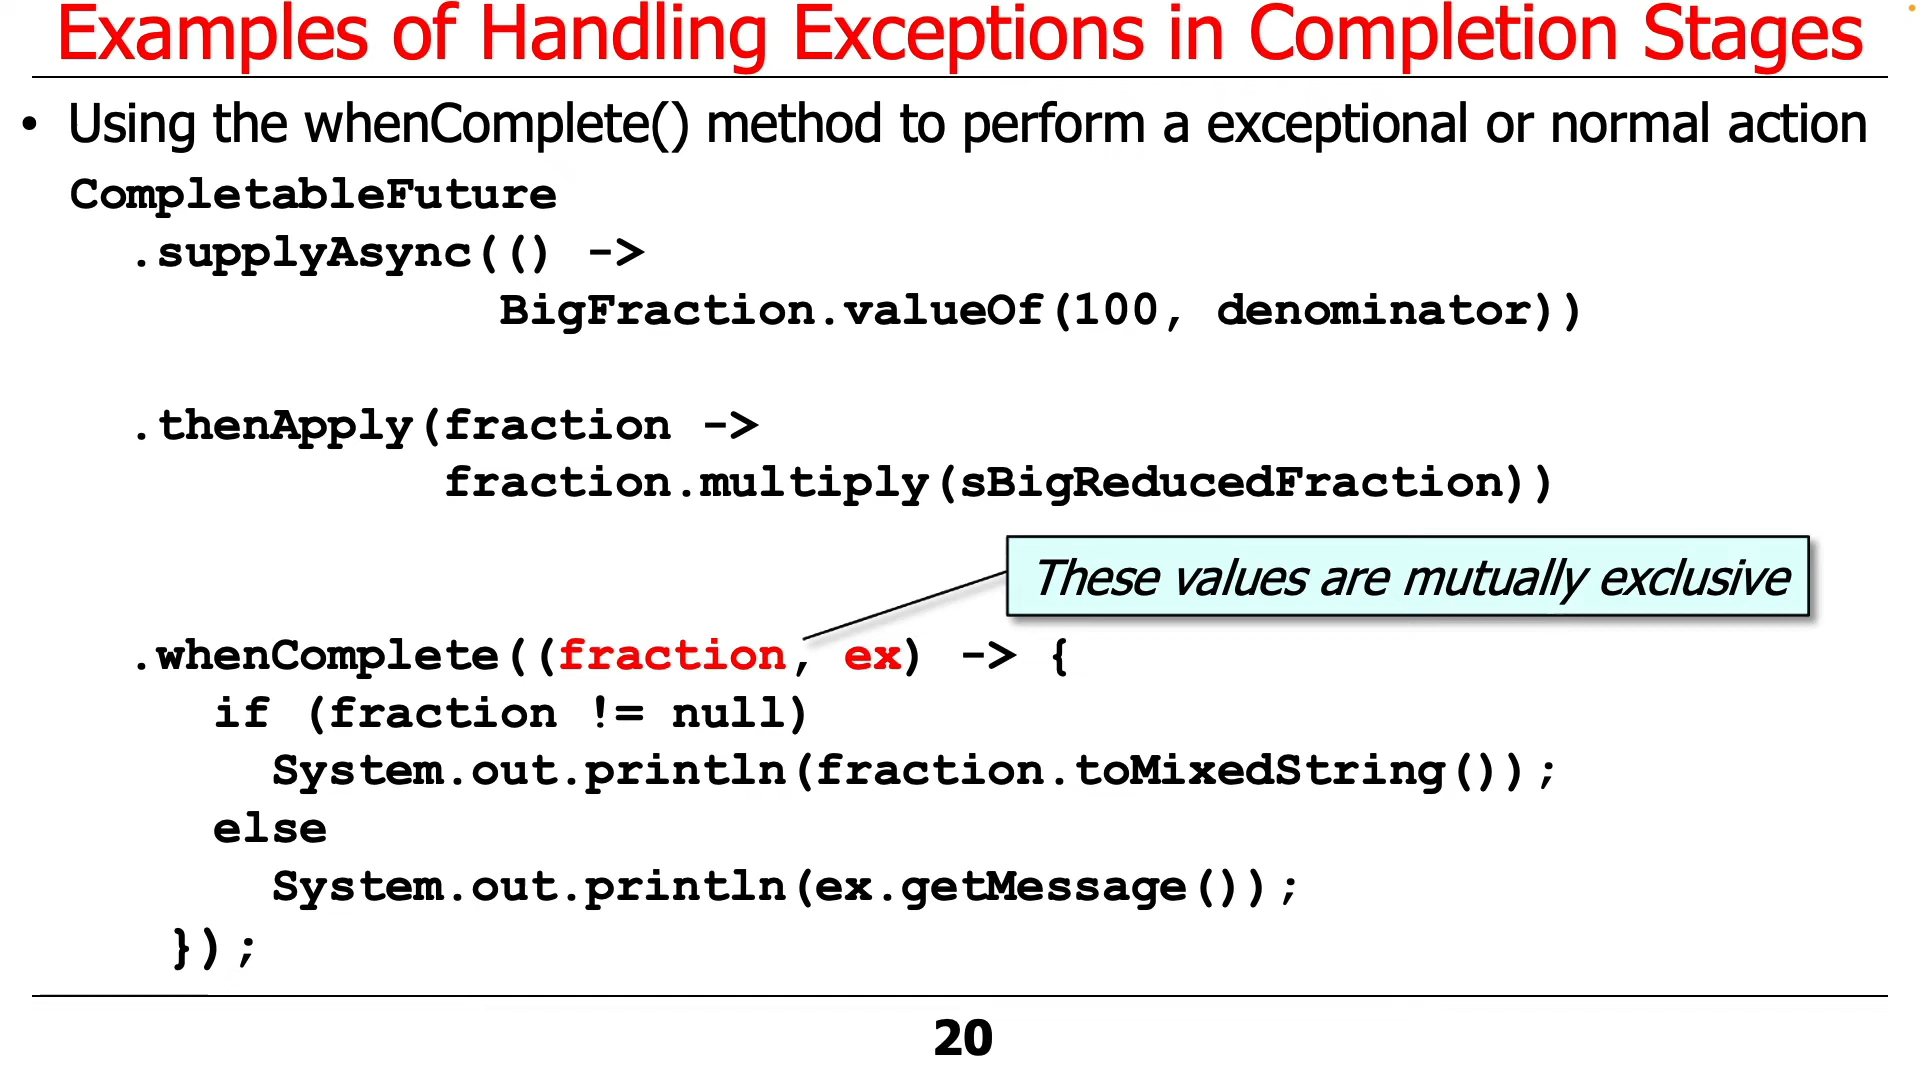 Examples of Handling Exceptions in Completion Stages
• Using the whenComplete() method to perform a exceptional or normal action
CompletableFuture
.supplyAsync(() ->
BigFraction.valueOf(100, denominator))
.thenApply(fraction ->
fraction.multiply(sBigReducedFraction))
These values are mutually exclusive
.whenComplete((fraction, ex) -> {
if (fraction != null)
System.out.println(fraction.toMixedString());
else
System.out.println(ex.getMessage());
});
20